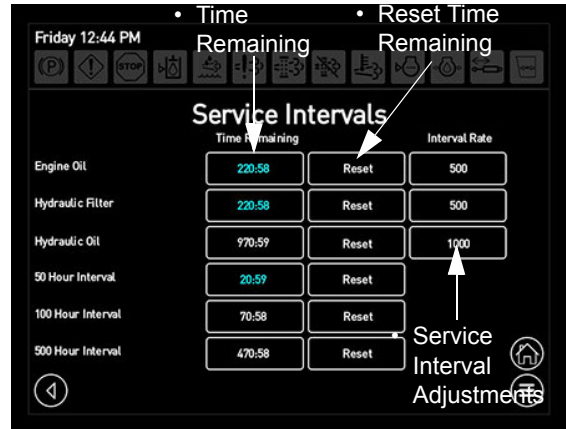 • Time Remaining
• Reset Time Remaining
Friday 12:44 PM
(P) STOP
Service Intervals
Time Remaining Interval Rate
Engine Oil 220:58 Reset 500
Hydraulic Filter 220:58 Reset 500
Hydraulic Oil 970:59 Reset 1000
50 Hour Interval 20:59 Reset
100 Hour Interval 70:58 Reset
500 Hour Interval 470:58 Reset
• Service
Interval
Adjustments